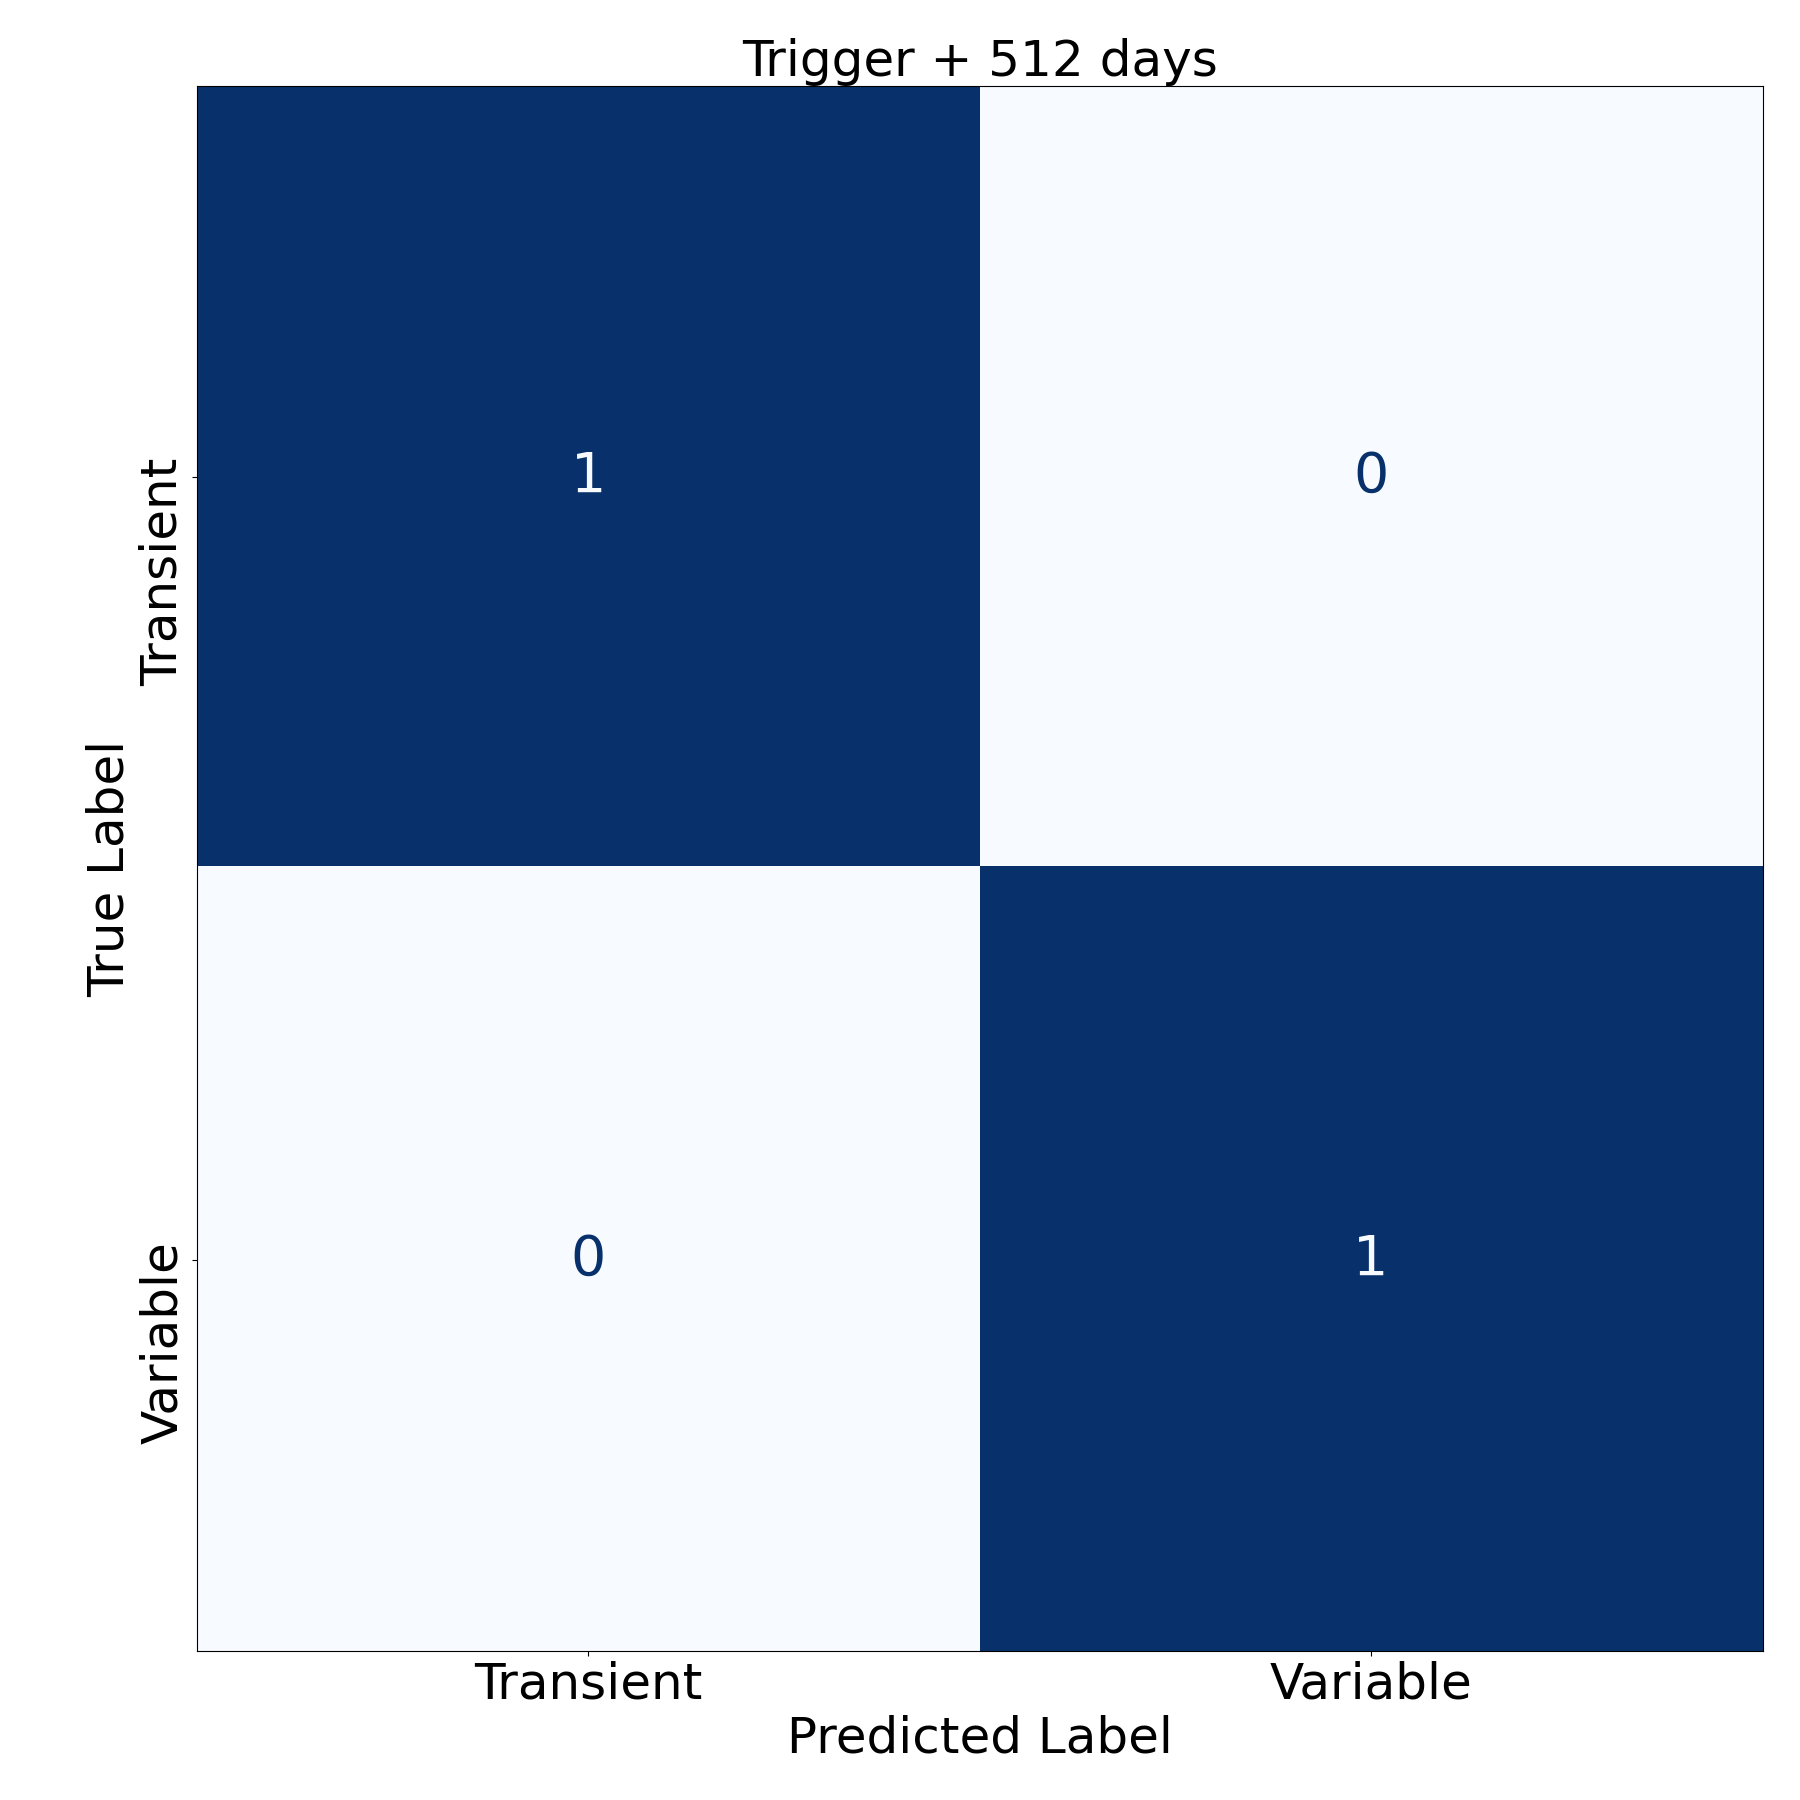 Trigger + 512 days
True Label
Transient
1
0
Variable
0
1
Transient
Variable
Predicted Label